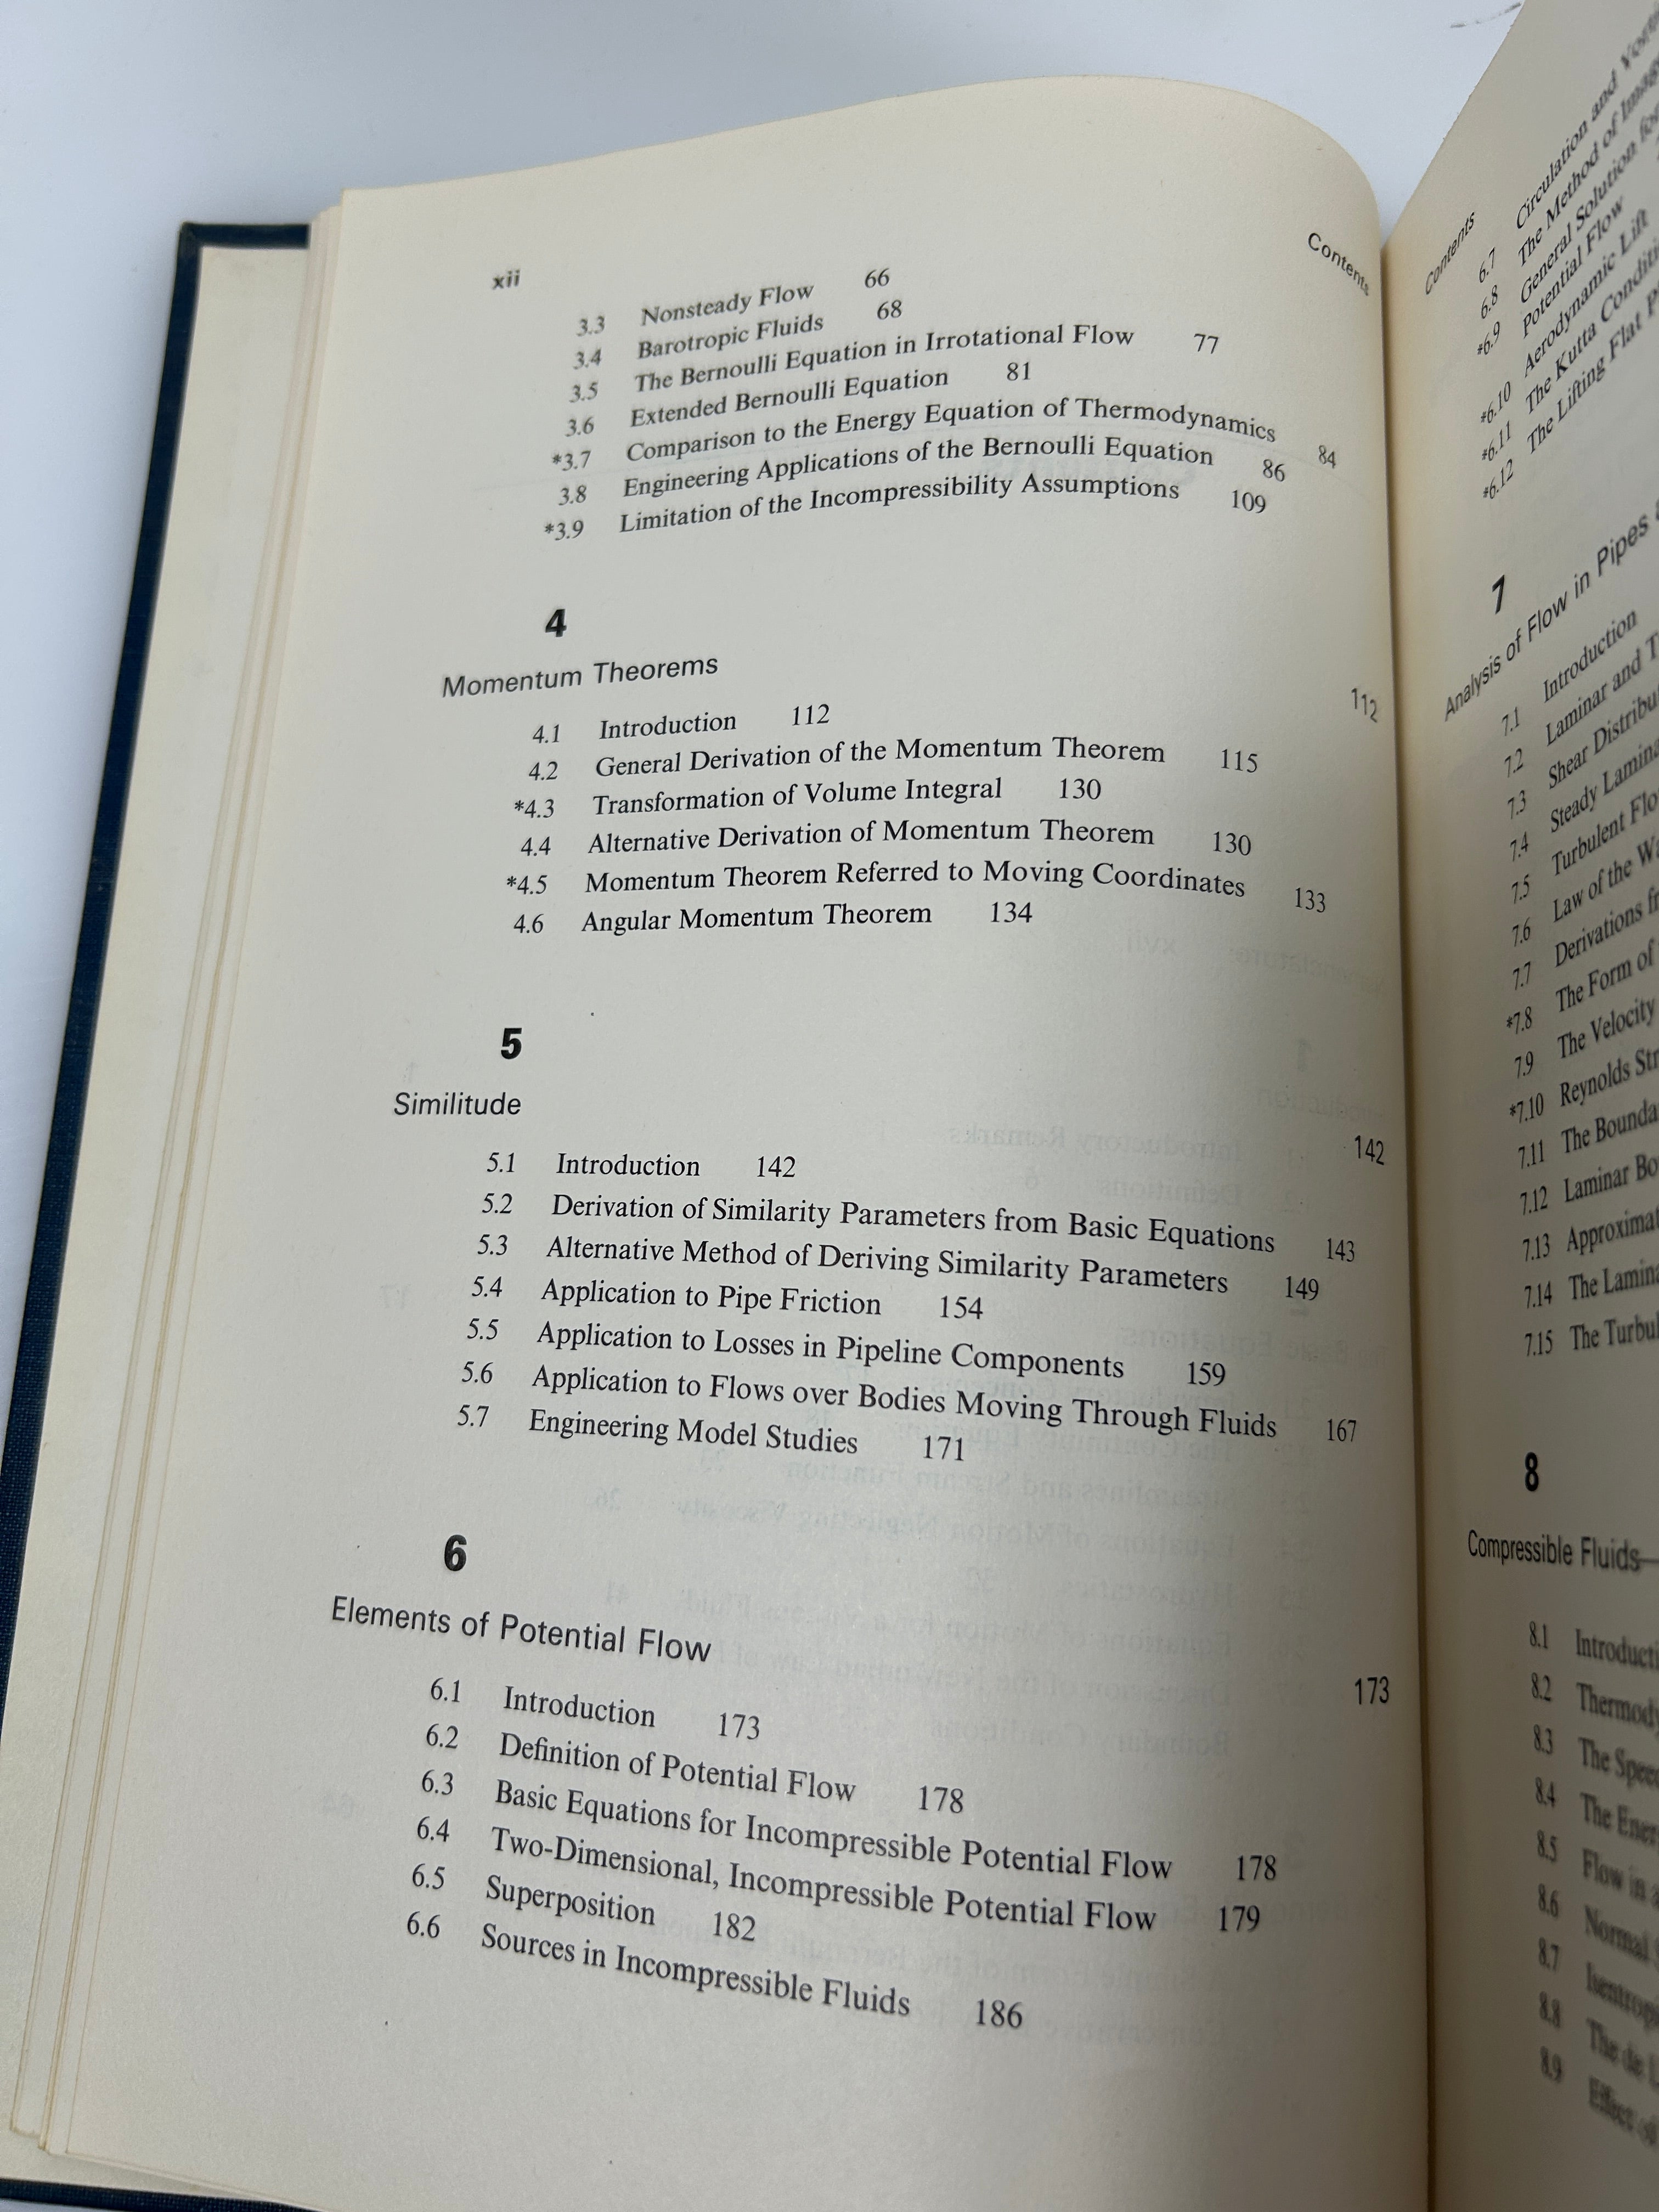 xii
Contents
3.3 Nonsteady Flow 66
3.4 Barotropic Fluids 68
3.5 The Bernoulli Equation in Irrotational Flow 77
3.6 Extended Bernoulli Equation 81
*3.7 Comparison to the Energy Equation of Thermodynamics 84
3.8 Engineering Applications of the Bernoulli Equation 86
*3.9 Limitation of the Incompressibility Assumptions 109
4
Momentum Theorems 112
4.1 Introduction 112
4.2 General Derivation of the Momentum Theorem 115
*4.3 Transformation of Volume Integral 130
4.4 Alternative Derivation of Momentum Theorem 130
*4.5 Momentum Theorem Referred to Moving Coordinates 133
4.6 Angular Momentum Theorem 134
5
Similitude 142
5.1 Introduction 142
5.2 Derivation of Similarity Parameters from Basic Equations 143
5.3 Alternative Method of Deriving Similarity Parameters 149
5.4 Application to Pipe Friction 154
5.5 Application to Losses in Pipeline Components 159
5.6 Application to Flows over Bodies Moving Through Fluids 167
5.7 Engineering Model Studies 171
6
Elements of Potential Flow 173
6.1 Introduction 173
6.2 Definition of Potential Flow 178
6.3 Basic Equations for Incompressible Potential Flow 178
6.4 Two-Dimensional, Incompressible Potential Flow 179
6.5 Superposition 182
6.6 Sources in Incompressible Fluids 186
Contents
6.7 Circulation and
6.8 The Method of
*6.9 General Solution
Potential Flow
*6.10 Aerodynamic Lift
*6.11 The Kutta
*6.12 The Lifting Flat
7
Analysis of Flow in Pipes
7.1 Introduction
7.2 Laminar and
7.3 Shear
7.4 Steady
7.5 Turbulent
7.6 Law of the
7.7 Derivations
*7.8 The Form of
7.9 The Velocity
*7.10 Reynolds
7.11 The
7.12 Laminar
7.13
7.14 The
7.15 The
8
Compressible Fluids—
8.1
8.2
8.3 The
8.4 The
8.5 Flow in
8.6 Normal
8.7
8.8 The
8.9